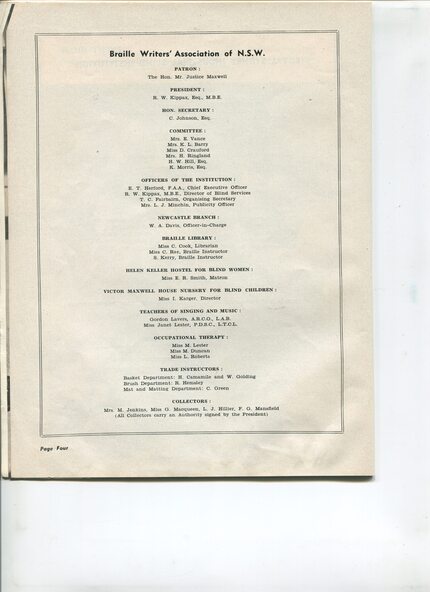 Braille Writers' Association of N.S.W.
PATRON :
The Hon. Mr. Justice Maxwell
PRESIDENT :
R. W. Kippax, Esq., M.B.E.
HON. SECRETARY :
C. Johnson, Esq.
COMMITTEE :
Mrs. E. Vance
Mrs. K. L. Barry
Miss D. Crauford
Mrs. H. Ringland
H. W. Hill, Esq.
K. Morris, Esq.
OFFICERS OF THE INSTITUTION :
E. T. Herford, F.A.A., Chief Executive Officer
R. W. Kippax, M.B.E., Director of Blind Services
T. C. Fairbairn, Organising Secretary
Mrs. L. J. Minchin, Publicity Officer
NEWCASTLE BRANCH :
W. A. Davis, Officer-in-Charge
BRAILLE LIBRARY :
Miss C. Cook, Librarian
Miss C. Ree, Braille Instructor
S. Kerry, Braille Instructor
HELEN KELLER HOSTEL FOR BLIND WOMEN :
Miss E. R. Smith, Matron
VICTOR MAXWELL HOUSE NURSERY FOR BLIND CHILDREN :
Miss I. Karger, Director
TEACHERS OF SINGING AND MUSIC :
Gordon Lavers, A.R.C.O., L.A.B.
Miss Janet Lester, P.D.B.C., L.T.C.L.
OCCUPATIONAL THERAPY :
Miss M. Lester
Miss M. Duncan
Miss L. Roberts
TRADE INSTRUCTORS :
Basket Department: H. Camamile and W. Golding
Brush Department: R. Hensley
Mat and Matting Department: C. Green
COLLECTORS :
Mrs. M. Jenkins, Miss G. Macqueen, L. J. Hillier, F. G. Mansfield
(All Collectors carry an Authority signed by the President)
Page Four